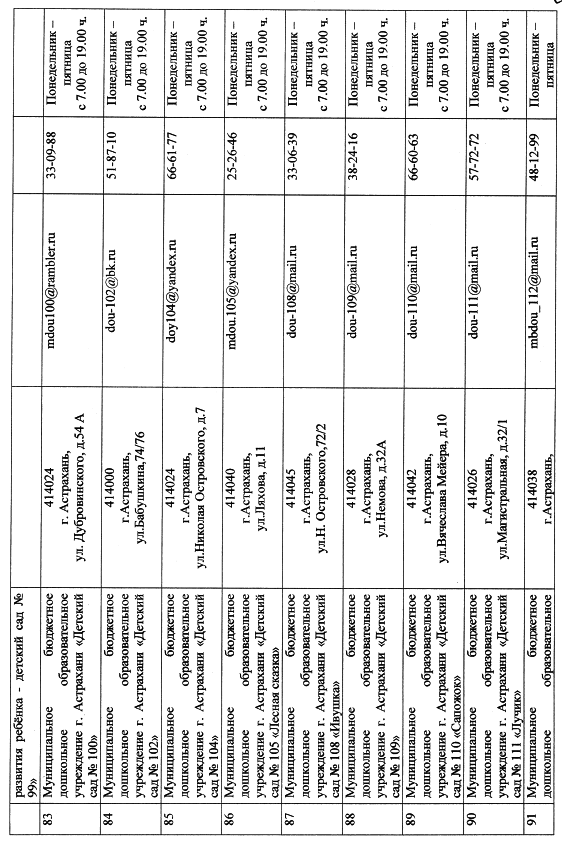 развития ребёнка - детский сад №
99»
83
Муниципальное бюджетное
дошкольное образовательное
учреждение г. Астрахани «Детский
сад № 100»
414024
г. Астрахань,
ул. Дубровинского, д.54 А
mdou100@rambler.ru
33-09-88
Понедельник –
пятница
с 7.00 до 19.00 ч.
84
Муниципальное бюджетное
дошкольное образовательное
учреждение г. Астрахани «Детский
сад № 102»
414000
г.Астрахань,
ул.Бабушкина,74/76
dou-102@bk.ru
51-87-10
Понедельник –
пятница
с 7.00 до 19.00 ч.
85
Муниципальное бюджетное
дошкольное образовательное
учреждение г. Астрахани «Детский
сад № 104»
414024
г.Астрахань,
ул.Николая Островского, д.7
doy104@yandex.ru
66-61-77
Понедельник –
пятница
с 7.00 до 19.00 ч.
86
Муниципальное бюджетное
дошкольное образовательное
учреждение г. Астрахани «Детский
сад № 105 «Лесная сказка»
414040
г.Астрахань,
ул.Ляхова, д.11
mdou.105@yandex.ru
25-26-46
Понедельник –
пятница
с 7.00 до 19.00 ч.
87
Муниципальное бюджетное
дошкольное образовательное
учреждение г. Астрахани «Детский
сад № 108 «Ивушка»
414045
г.Астрахань,
ул.Н. Островского,72/2
dou-108@mail.ru
33-06-39
Понедельник –
пятница
с 7.00 до 19.00 ч.
88
Муниципальное бюджетное
дошкольное образовательное
учреждение г. Астрахани «Детский
сад № 109»
414028
г.Астрахань,
ул.Немова, д.32А
dou-109@mail.ru
38-24-16
Понедельник –
пятница
с 7.00 до 19.00 ч.
89
Муниципальное бюджетное
дошкольное образовательное
учреждение г. Астрахани «Детский
сад № 110 «Сапожок»
414042
г.Астрахань,
ул.Вячеслава Мейера, д.10
dou-110@mail.ru
66-60-63
Понедельник –
пятница
с 7.00 до 19.00 ч.
90
Муниципальное бюджетное
дошкольное образовательное
учреждение г. Астрахани «Детский
сад № 111 «Лучик»
414026
г.Астрахань,
ул.Магистральная, д.32/1
dou-111@mail.ru
57-72-72
Понедельник –
пятница
с 7.00 до 19.00 ч.
91
Муниципальное бюджетное
дошкольное образовательное
414038
г.Астрахань,
mbdou_112@mail.ru
48-12-99
Понедельник –
пятница